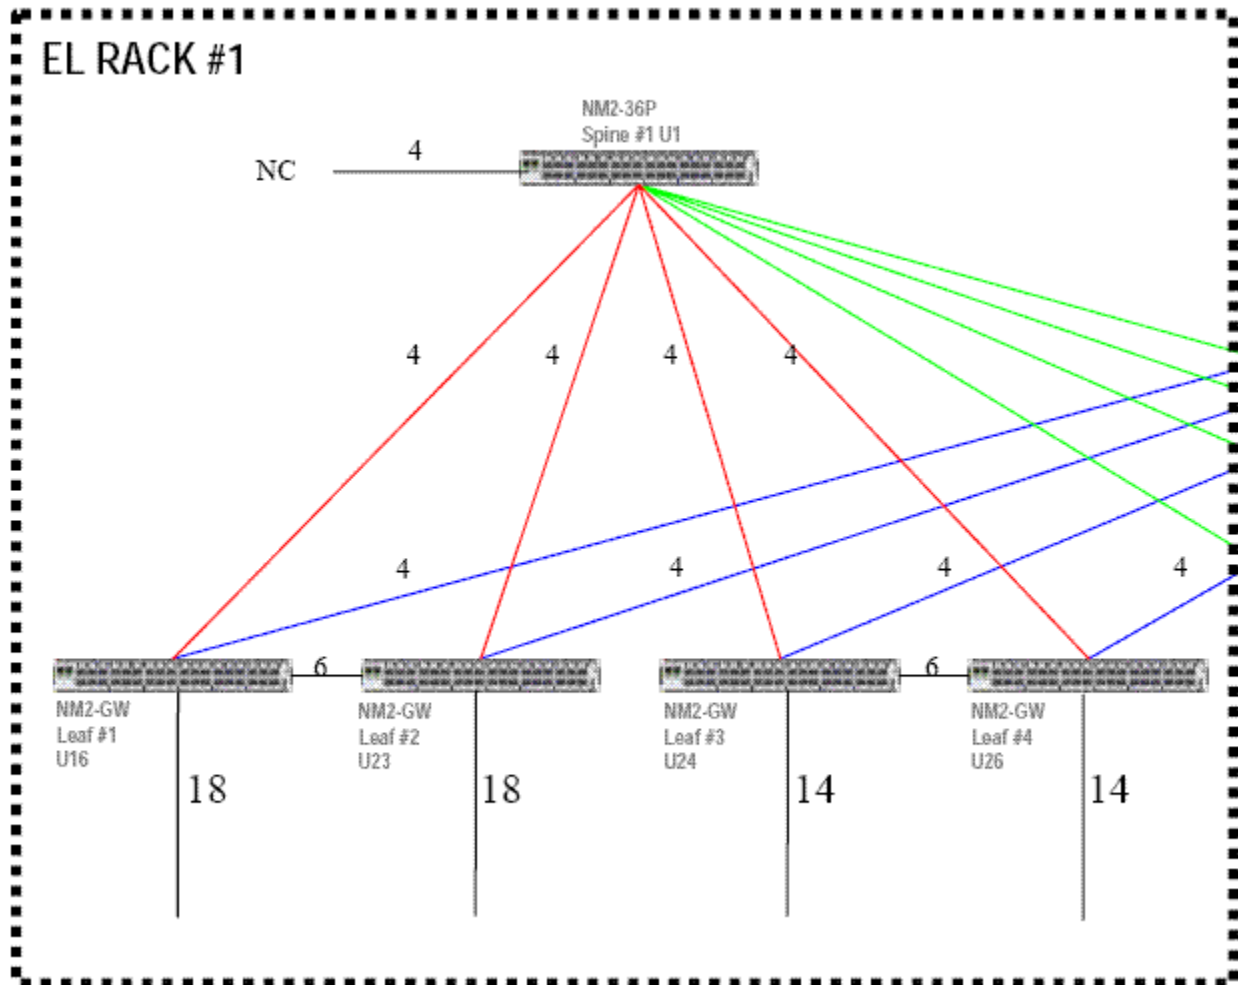 EL RACK #1
NM2-36P
Spine #1 U1
4
NC
4
4
4
4
4
4
4
4
6
6
NM2-GW
Leaf #1
U16
NM2-GW
Leaf #2
U23
NM2-GW
Leaf #3
U24
NM2-GW
Leaf #4
U26
18
18
14
14